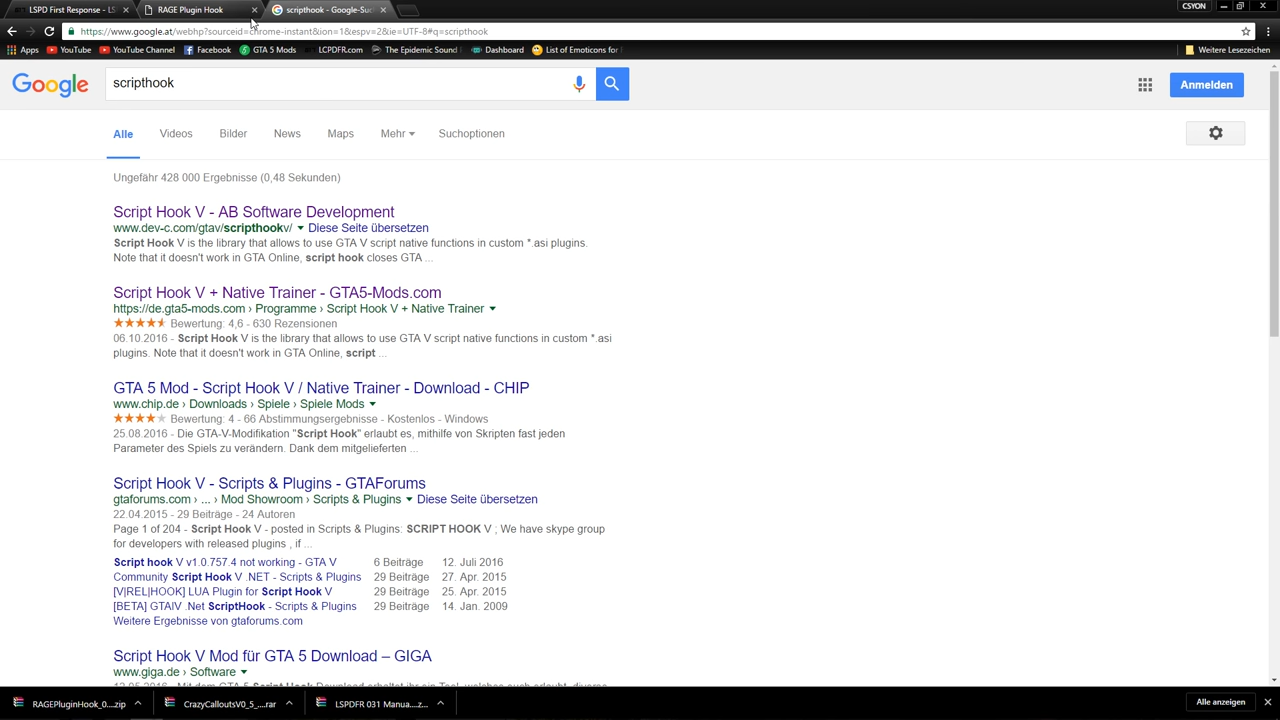 LSPD First Response - L
RAGE Plugin Hook
scripthook - Google-Suc
CSYON
https://www.google.at/webhp?sourceid=chrome-instant&ion=1&espv=2&ie=UTF-8#q=scripthook
Apps
YouTube
YouTube Channel
Facebook
GTA 5 Mods
LCPDFR.com
The Epidemic Sound
Dashboard
List of Emoticons for
Weitere Lesezeichen
Google
scripthook
Anmelden
Alle
Videos
Bilder
News
Maps
Mehr
Suchoptionen
Ungefähr 428 000 Ergebnisse (0,48 Sekunden)
Script Hook V - AB Software Development
www.dev-c.com/gtav/scripthookv/ Diese Seite übersetzen
Script Hook V is the library that allows to use GTA V script native functions in custom *.asi plugins.
Note that it doesn't work in GTA Online, script hook closes GTA ...
Script Hook V + Native Trainer - GTA5-Mods.com
https://de.gta5-mods.com › Programme › Script Hook V + Native Trainer
Bewertung: 4,6 - 630 Rezensionen
06.10.2016 - Script Hook V is the library that allows to use GTA V script native functions in custom *.asi
plugins. Note that it doesn't work in GTA Online, script ...
GTA 5 Mod - Script Hook V / Native Trainer - Download - CHIP
www.chip.de › Downloads › Spiele › Spiele Mods
Bewertung: 4 - 66 Abstimmungsergebnisse - Kostenlos - Windows
25.08.2016 - Die GTA-V-Modifikation "Script Hook" erlaubt es, mithilfe von Skripten fast jeden
Parameter des Spiels zu verändern. Dank dem mitgelieferten ...
Script Hook V - Scripts & Plugins - GTAForums
gtaforums.com › ... › Mod Showroom › Scripts & Plugins Diese Seite übersetzen
22.04.2015 - 29 Beiträge - 24 Autoren
Page 1 of 204 - Script Hook V - posted in Scripts & Plugins: SCRIPT HOOK V ; We have skype group
for developers with released plugins , if ...
Script hook V v1.0.757.4 not working - GTA V 6 Beiträge 12. Juli 2016
Community Script Hook V .NET - Scripts & Plugins 29 Beiträge 27. Apr. 2015
[V|REL|HOOK] LUA Plugin for Script Hook V 29 Beiträge 25. Apr. 2015
[BETA] GTAIV .Net ScriptHook - Scripts & Plugins 29 Beiträge 14. Jan. 2009
Weitere Ergebnisse von gtaforums.com
Script Hook V Mod für GTA 5 Download – GIGA
www.giga.de › Software
RAGEPluginHook_0....zip
CrazyCalloutsV0_5_....rar
LSPDFR 031 Manua....z...
Alle anzeigen